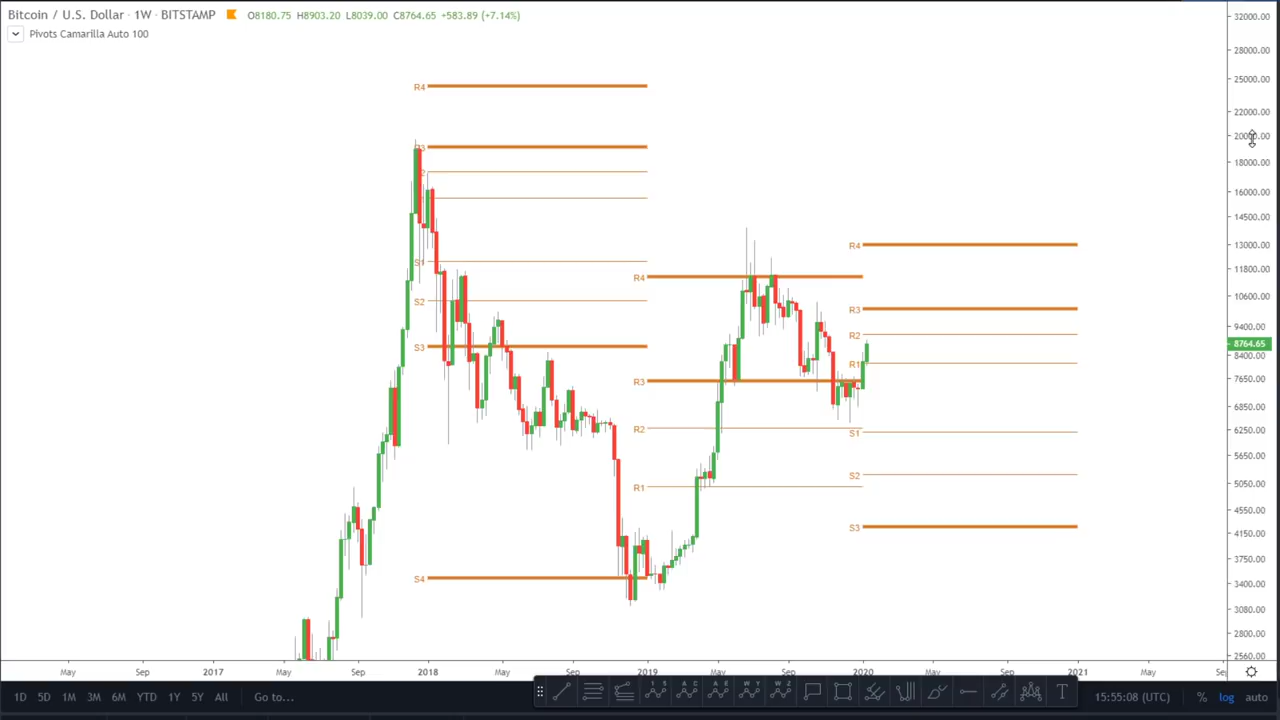 Bitcoin / U.S. Dollar · 1W · BITSTAMP O8180.75 H8903.20 L8039.00 C8764.65 +583.89 (+7.14%)
Pivots Camarilla Auto 100
32000.00
28000.00
25000.00
22000.00
20000.00
18000.00
16000.00
14500.00
13000.00
11800.00
10600.00
9400.00
8764.65
8400.00
7650.00
6850.00
6250.00
5650.00
5050.00
4550.00
4150.00
3750.00
3400.00
3080.00
2800.00
2560.00
R4
S1
S2
S3
S4
R4
R3
R2
R1
R4
R3
R2
R1
S1
S2
S3
May Sep 2017 May Sep 2018 May Sep 2019 May Sep 2020 May Sep 2021 May
1D 5D 1M 3M 6M YTD 1Y 5Y All Go to... 15:55:08 (UTC) % log auto